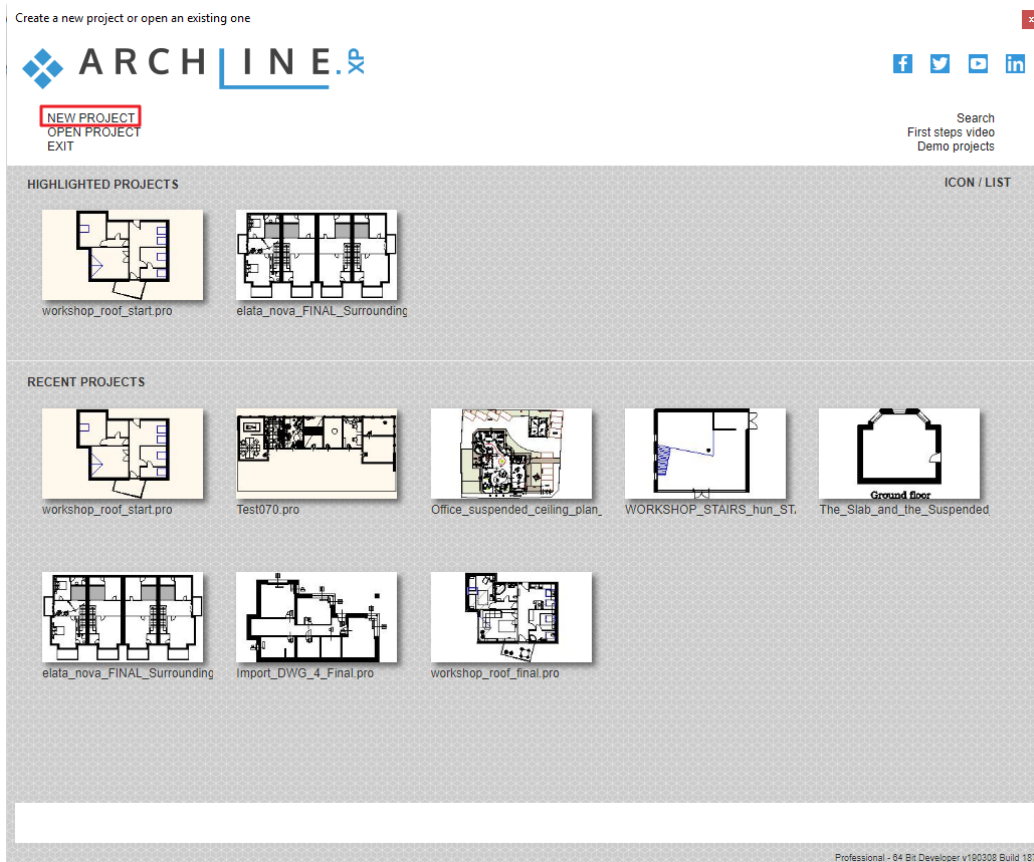 Create a new project or open an existing one
x
ARCHLINE.XP
NEW PROJECT
OPEN PROJECT
EXIT
Search
First steps video
Demo projects
HIGHLIGHTED PROJECTS
ICON / LIST
workshop_roof_start.pro
elata_nova_FINAL_Surrounding
RECENT PROJECTS
Ground floor
workshop_roof_start.pro
Test070.pro
Office_suspended_ceiling_plan_
WORKSHOP_STAIRS_hun_ST.
The_Slab_and_the_Suspended
elata_nova_FINAL_Surrounding
Import_DWG_4_Final.pro
workshop_roof_final.pro
Professional - 64 Bit Developer v190308 Build 187